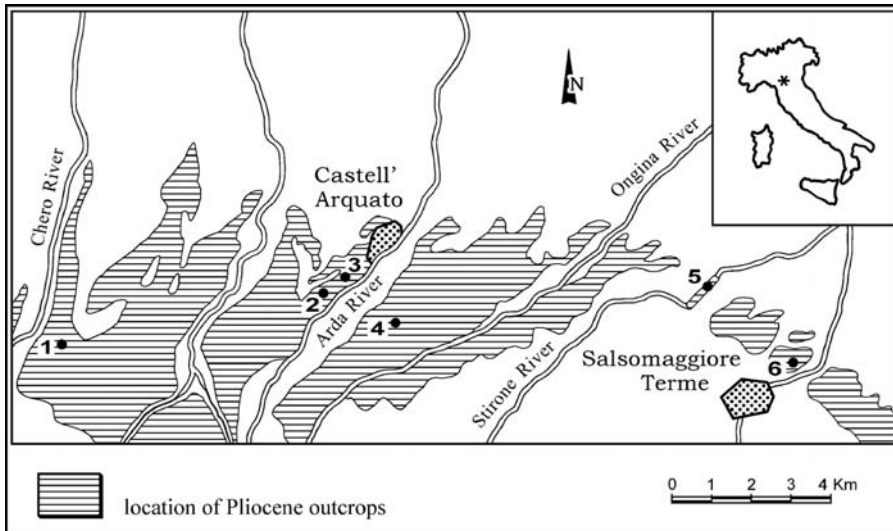 N
Chero River
Castell'
Arquato
Ongina River
1
2
3
Arda River
4
5
Stirone River
Salsomaggiore
Terme
6
location of Pliocene outcrops
0 1 2 3 4 Km